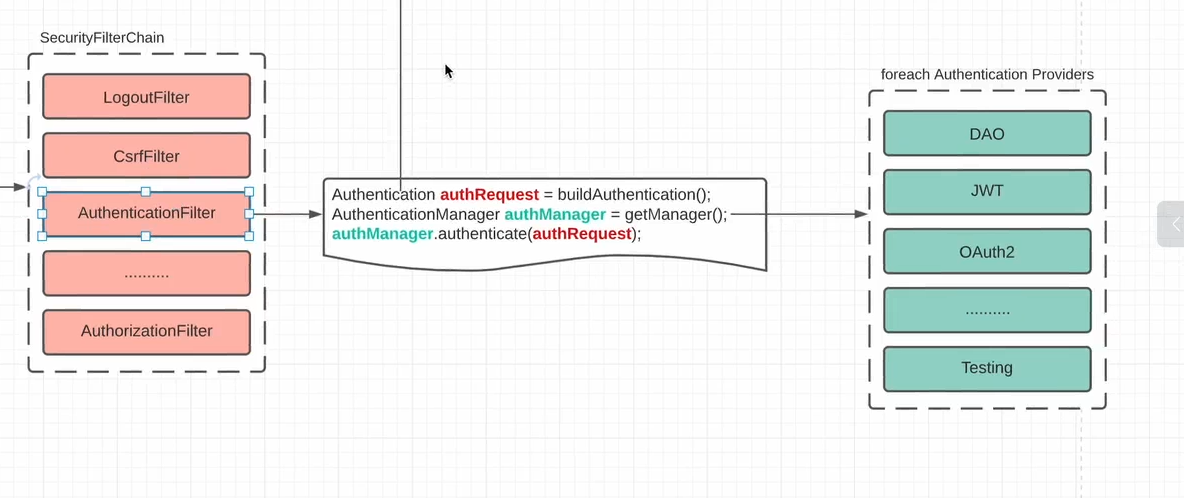 SecurityFilterChain
LogoutFilter
CsrfFilter
AuthenticationFilter
..........
AuthorizationFilter
Authentication authRequest = buildAuthentication();
AuthenticationManager authManager = getManager();
authManager.authenticate(authRequest);
foreach Authentication Providers
DAO
JWT
OAuth2
..........
Testing